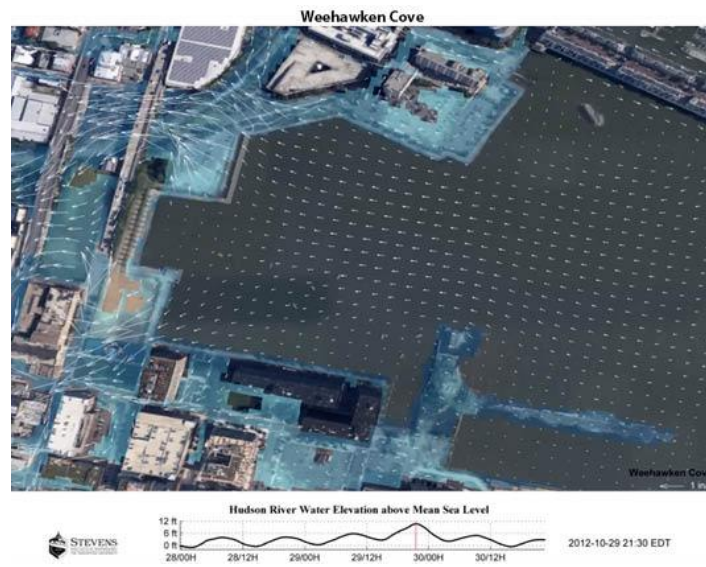 Weehawken Cove
Weehawken Cov
1 m
Hudson River Water Elevation above Mean Sea Level
12 ft
6 ft
0 ft
28/00H
28/12H
29/00H
29/12H
30/00H
30/12H
STEVENS
2012-10-29 21:30 EDT